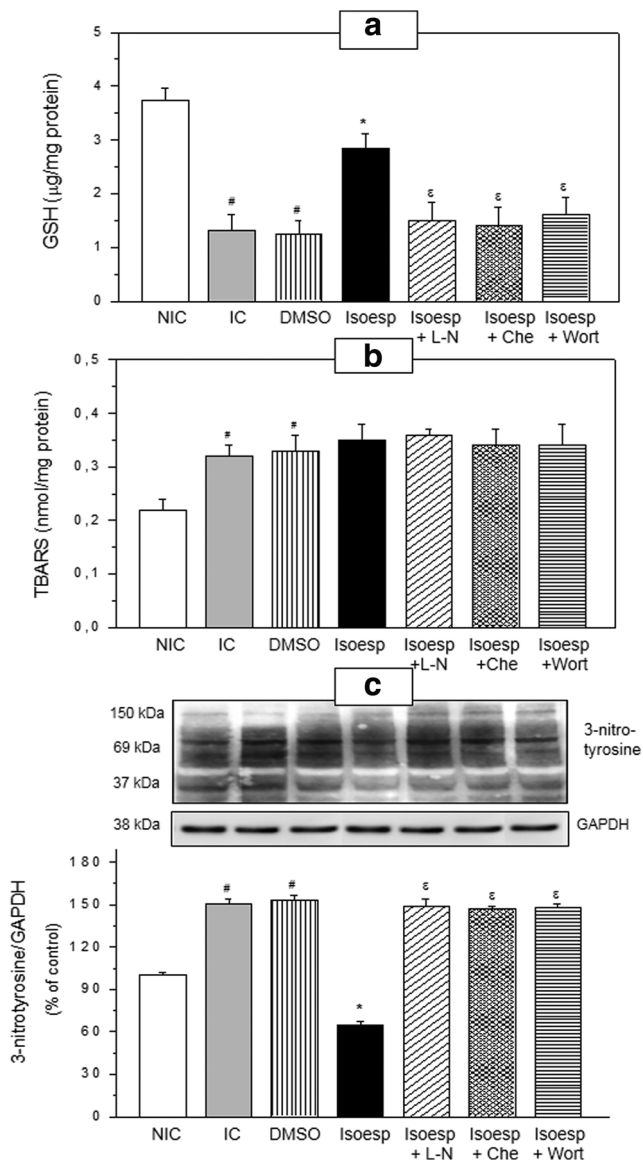 a
GSH (μg/mg protein)
5
4
3
2
1
0
#
#
*
ε
ε
ε
NIC
IC
DMSO
Isoesp
Isoesp
+ L-N
Isoesp
+ Che
Isoesp
+ Wort
b
TBARS (nmol/mg protein)
0,5
0,4
0,3
0,2
0,1
0,0
#
#
NIC
IC
DMSO
Isoesp
Isoesp
+L-N
Isoesp
+Che
Isoesp
+Wort
c
150 kDa
69 kDa
37 kDa
3-nitro-
tyrosine
38 kDa
GAPDH
3-nitrotyrosine/GAPDH
(% of control)
180
150
120
90
60
30
0
#
#
*
ε
ε
ε
NIC
IC
DMSO
Isoesp
Isoesp
+ L-N
Isoesp
+ Che
Isoesp
+ Wort